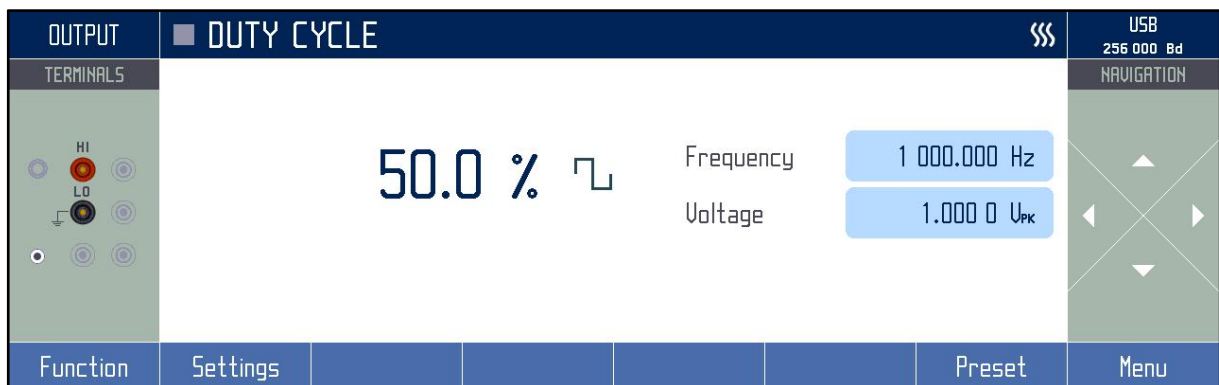 OUTPUT
DUTY CYCLE
USB
256 000 Bd
TERMINALS
NAVIGATION
HI
LO
50.0 %
Frequency 1 000.000 Hz
Voltage 1.000 0 VPK
Function Settings Preset Menu